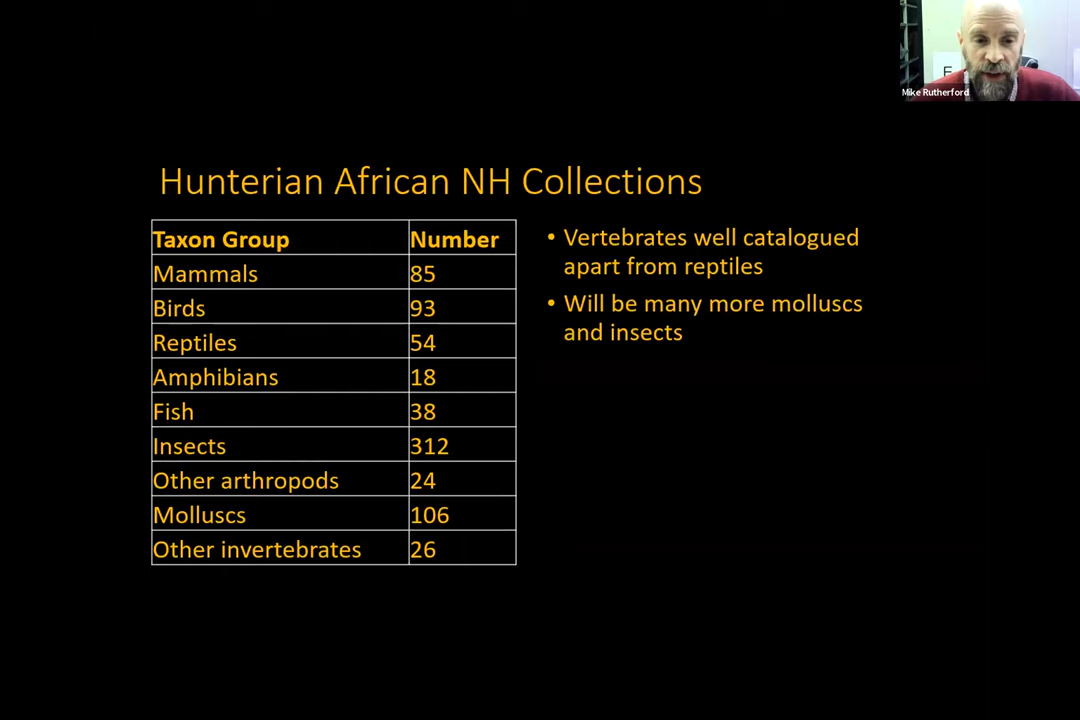 Mike Rutherford
Hunterian African NH Collections
Taxon Group Number
Mammals 85
Birds 93
Reptiles 54
Amphibians 18
Fish 38
Insects 312
Other arthropods 24
Molluscs 106
Other invertebrates 26
• Vertebrates well catalogued
apart from reptiles
• Will be many more molluscs
and insects